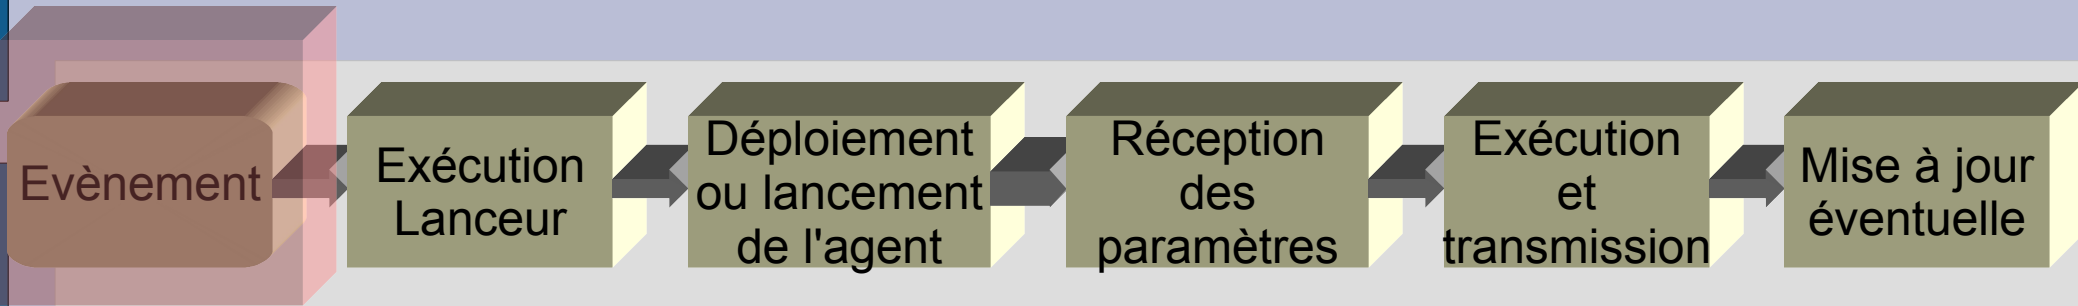 Evènement
Exécution
Lanceur
Déploiement
ou lancement
de l'agent
Réception
des
paramètres
Exécution
et
transmission
Mise à jour
éventuelle